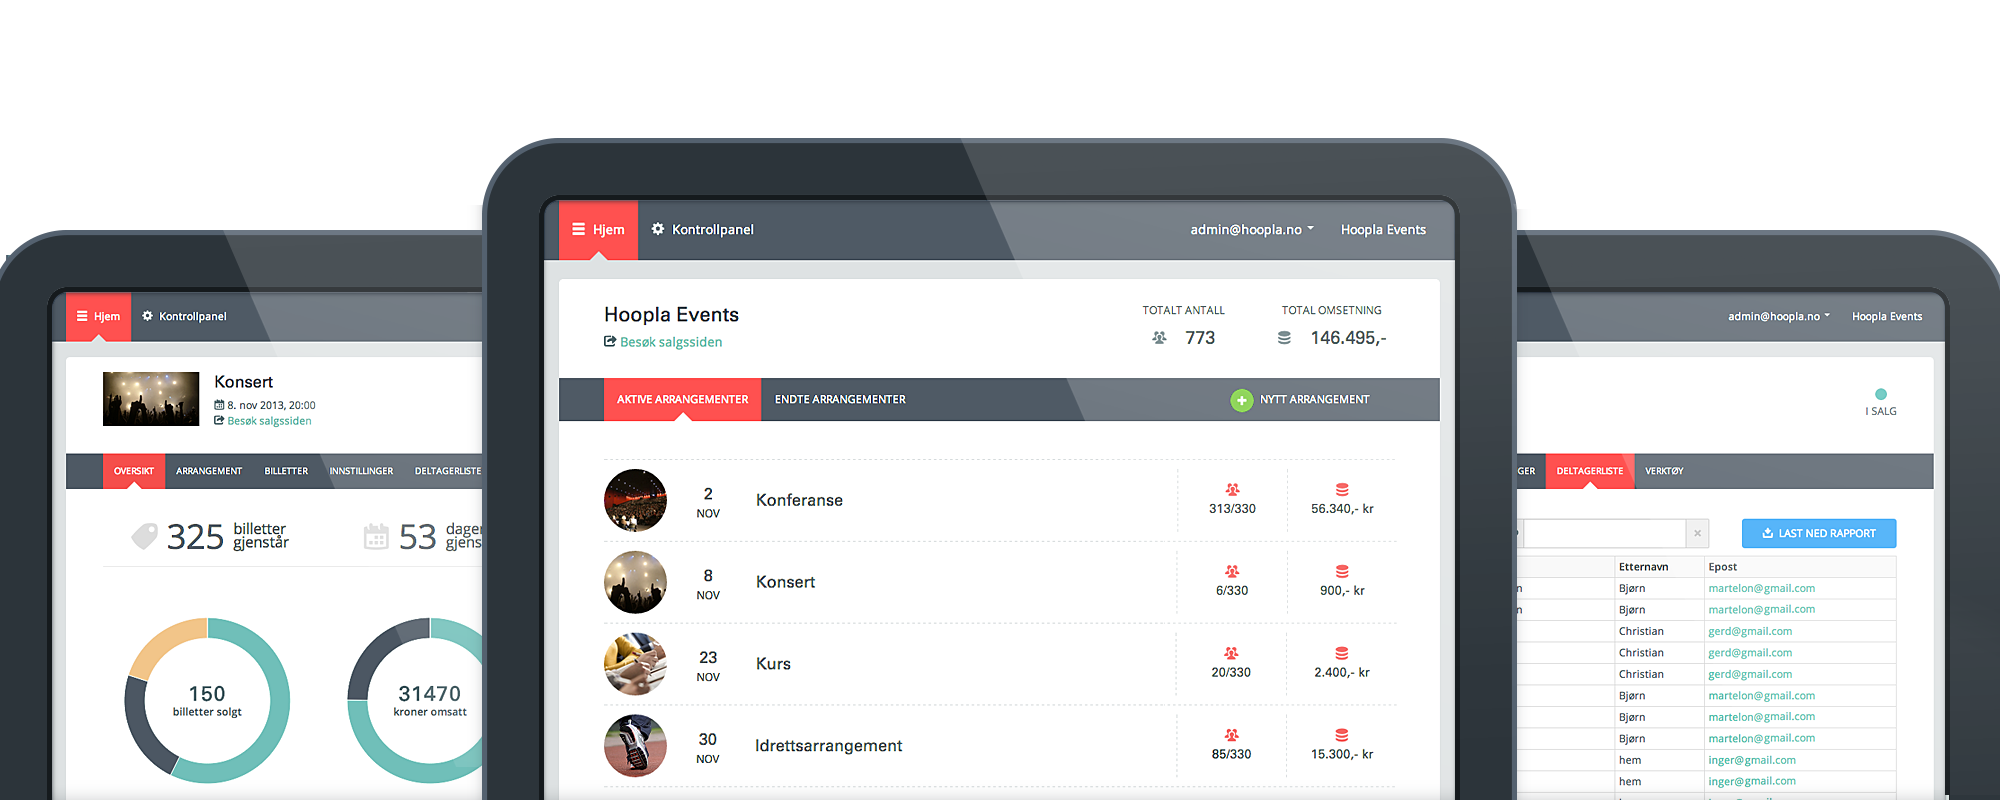 Hjem
Kontrollpanel
Konsert
8. nov 2013, 20:00
Besøk salgssiden
OVERSIKT ARRANGEMENT BILLETTER INNSTILLINGER DELTAGERLISTE
325 billetter gjenstår
53
150
billetter solgt
31470
kroner omsatt
Hjem
Kontrollpanel
admin@hoopla.no
Hoopla Events
Hoopla Events
Besøk salgssiden
TOTALT ANTALL
773
TOTAL OMSETNING
146.495,-
AKTIVE ARRANGEMENTER ENDTE ARRANGEMENTER NYTT ARRANGEMENT
2 NOV Konferanse 313/330 56.340,- kr
8 NOV Konsert 6/330 900,- kr
23 NOV Kurs 20/330 2.400,- kr
30 NOV Idrettsarrangement 85/330 15.300,- kr
admin@hoopla.no
Hoopla Events
I SALG
DELTAGERLISTE VERKTØY
LAST NED RAPPORT
Etternavn Epost
Bjørn martelon@gmail.com
Bjørn martelon@gmail.com
Christian gerd@gmail.com
Christian gerd@gmail.com
Christian gerd@gmail.com
Bjørn martelon@gmail.com
Bjørn martelon@gmail.com
Bjørn martelon@gmail.com
hem inger@gmail.com
hem inger@gmail.com